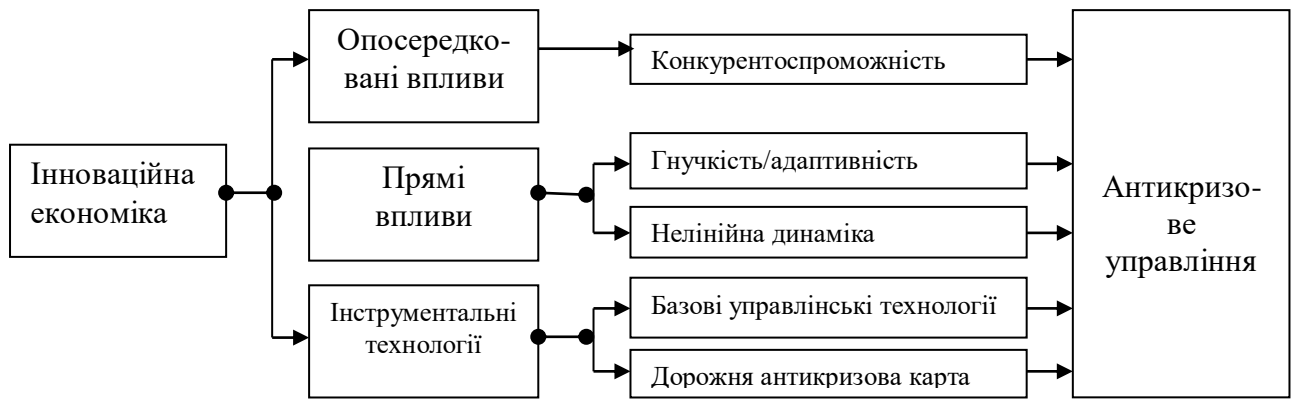 Інноваційна
економіка
Опосередко-
вані впливи
Прямі
впливи
Інструментальні
технології
Конкурентоспроможність
Гнучкість/адаптивність
Нелінійна динаміка
Базові управлінські технології
Дорожня антикризова карта
Антикризо-
ве
управління